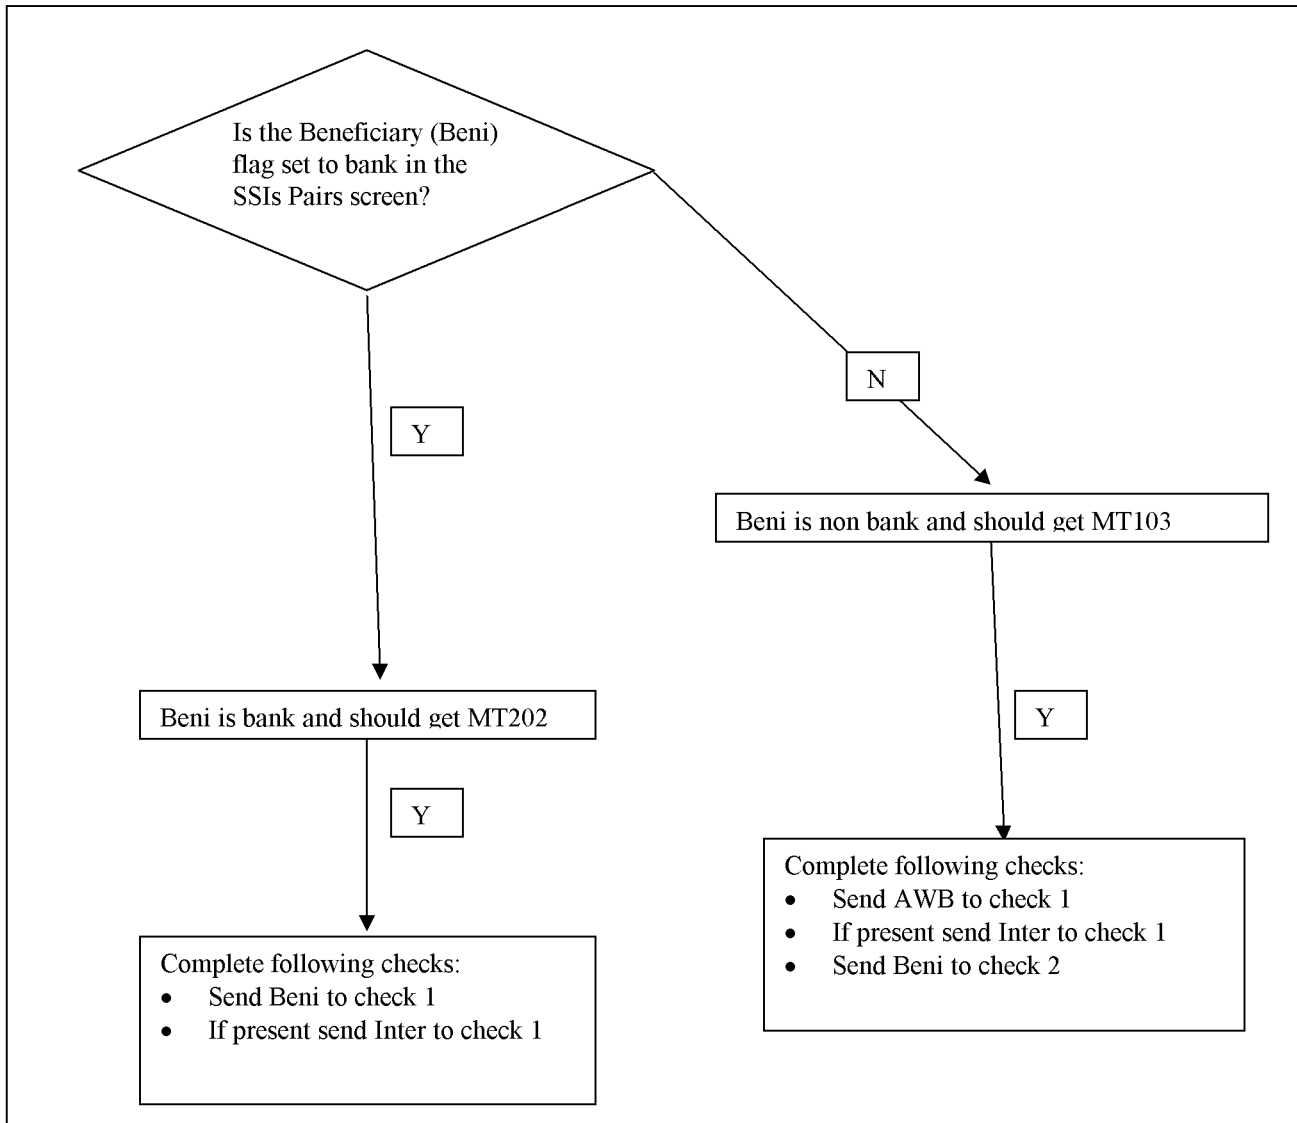 Is the Beneficiary (Beni)
flag set to bank in the
SSIs Pairs screen?
N
Y
Beni is non bank and should get MT103
Beni is bank and should get MT202
Y
Y
Complete following checks:
• Send AWB to check 1
• If present send Inter to check 1
• Send Beni to check 2
Complete following checks:
• Send Beni to check 1
• If present send Inter to check 1